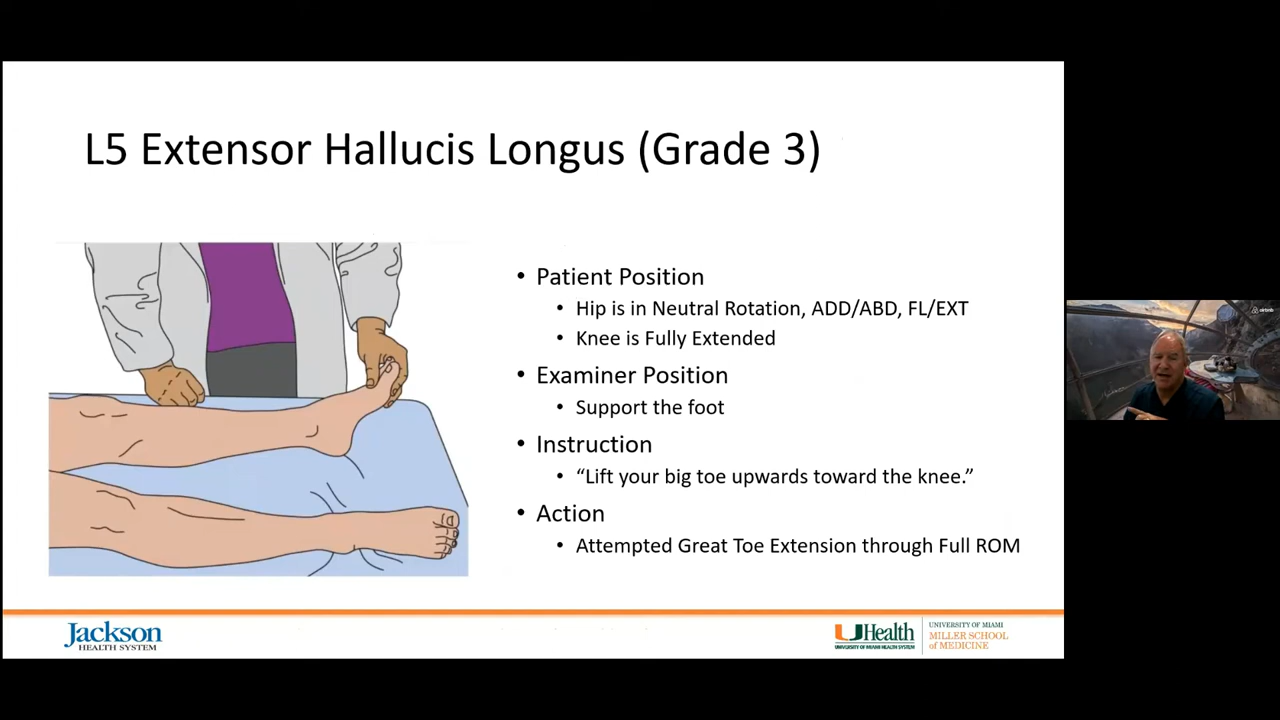 L5 Extensor Hallucis Longus (Grade 3)
• Patient Position
• Hip is in Neutral Rotation, ADD/ABD, FL/EXT
• Knee is Fully Extended
• Examiner Position
• Support the foot
• Instruction
• “Lift your big toe upwards toward the knee.”
• Action
• Attempted Great Toe Extension through Full ROM
airbnb
Jackson
HEALTH SYSTEM
UHealth
UNIVERSITY OF MIAMI HEALTH SYSTEM
UNIVERSITY OF MIAMI
MILLER SCHOOL
of MEDICINE